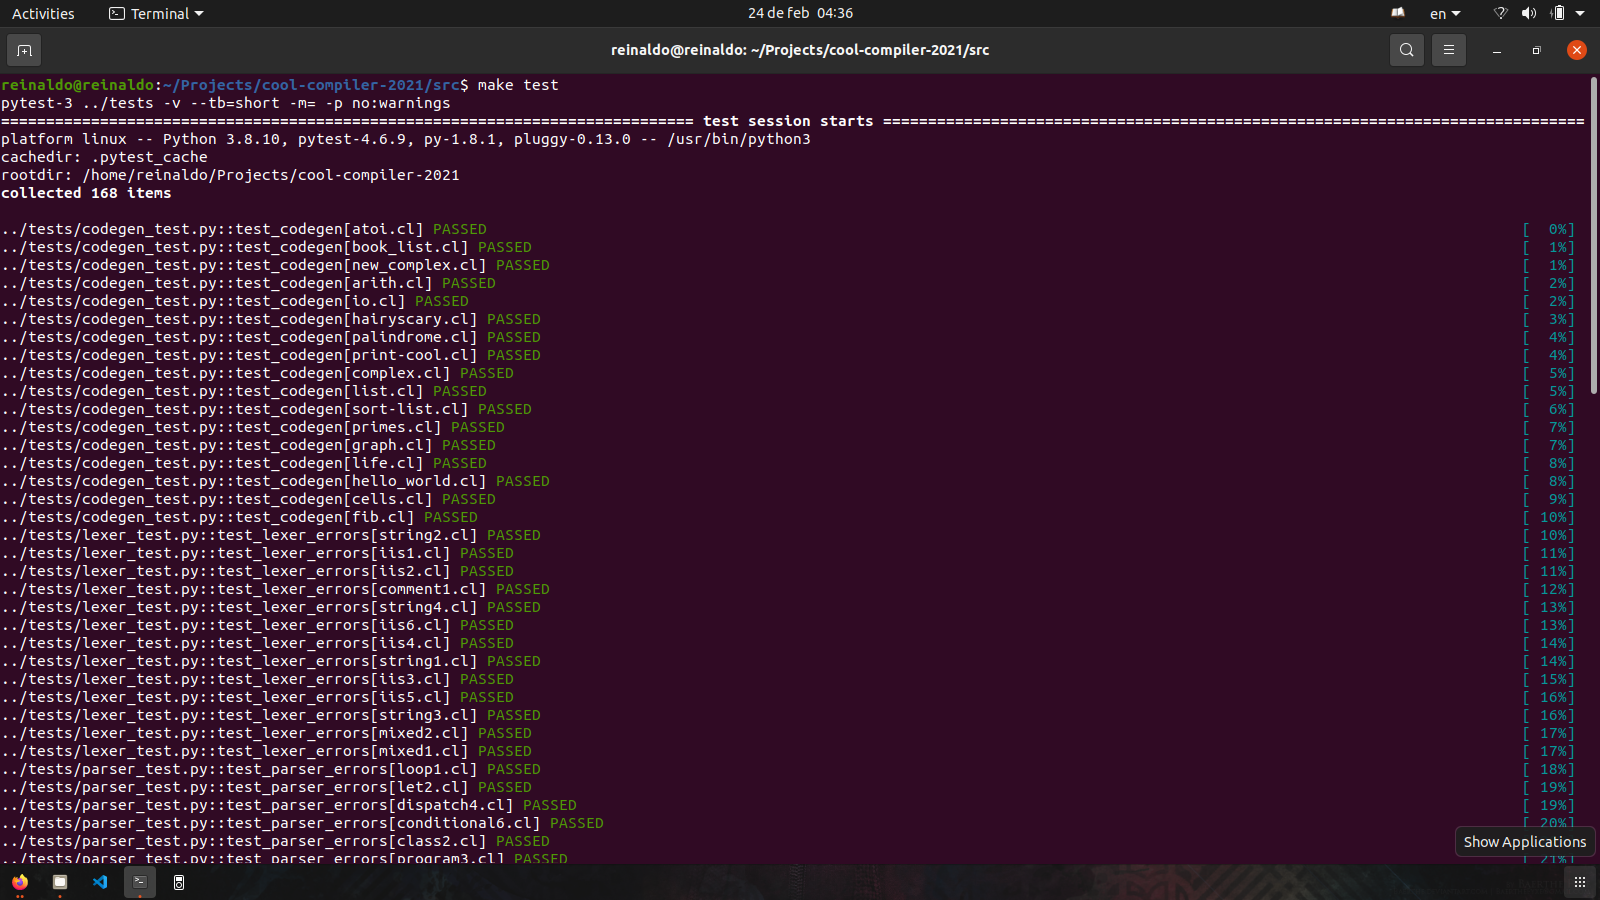 Activities Terminal 24 de feb 04:36 en
reinaldo@reinaldo: ~/Projects/cool-compiler-2021/src
reinaldo@reinaldo:~/Projects/cool-compiler-2021/src$ make test
pytest-3 ../tests -v --tb=short -m= -p no:warnings
============================================================================= test session starts ==============================================================================
platform linux -- Python 3.8.10, pytest-4.6.9, py-1.8.1, pluggy-0.13.0 -- /usr/bin/python3
cachedir: .pytest_cache
rootdir: /home/reinaldo/Projects/cool-compiler-2021
collected 168 items
../tests/codegen_test.py::test_codegen[atoi.cl] PASSED [  0%]
../tests/codegen_test.py::test_codegen[book_list.cl] PASSED [  1%]
../tests/codegen_test.py::test_codegen[new_complex.cl] PASSED [  1%]
../tests/codegen_test.py::test_codegen[arith.cl] PASSED [  2%]
../tests/codegen_test.py::test_codegen[io.cl] PASSED [  2%]
../tests/codegen_test.py::test_codegen[hairyscary.cl] PASSED [  3%]
../tests/codegen_test.py::test_codegen[palindrome.cl] PASSED [  4%]
../tests/codegen_test.py::test_codegen[print-cool.cl] PASSED [  4%]
../tests/codegen_test.py::test_codegen[complex.cl] PASSED [  5%]
../tests/codegen_test.py::test_codegen[list.cl] PASSED [  5%]
../tests/codegen_test.py::test_codegen[sort-list.cl] PASSED [  6%]
../tests/codegen_test.py::test_codegen[primes.cl] PASSED [  7%]
../tests/codegen_test.py::test_codegen[graph.cl] PASSED [  7%]
../tests/codegen_test.py::test_codegen[life.cl] PASSED [  8%]
../tests/codegen_test.py::test_codegen[hello_world.cl] PASSED [  8%]
../tests/codegen_test.py::test_codegen[cells.cl] PASSED [  9%]
../tests/codegen_test.py::test_codegen[fib.cl] PASSED [ 10%]
../tests/lexer_test.py::test_lexer_errors[string2.cl] PASSED [ 10%]
../tests/lexer_test.py::test_lexer_errors[iis1.cl] PASSED [ 11%]
../tests/lexer_test.py::test_lexer_errors[iis2.cl] PASSED [ 11%]
../tests/lexer_test.py::test_lexer_errors[comment1.cl] PASSED [ 12%]
../tests/lexer_test.py::test_lexer_errors[string4.cl] PASSED [ 13%]
../tests/lexer_test.py::test_lexer_errors[iis6.cl] PASSED [ 13%]
../tests/lexer_test.py::test_lexer_errors[iis4.cl] PASSED [ 14%]
../tests/lexer_test.py::test_lexer_errors[string1.cl] PASSED [ 14%]
../tests/lexer_test.py::test_lexer_errors[iis3.cl] PASSED [ 15%]
../tests/lexer_test.py::test_lexer_errors[iis5.cl] PASSED [ 16%]
../tests/lexer_test.py::test_lexer_errors[string3.cl] PASSED [ 16%]
../tests/lexer_test.py::test_lexer_errors[mixed2.cl] PASSED [ 17%]
../tests/lexer_test.py::test_lexer_errors[mixed1.cl] PASSED [ 17%]
../tests/parser_test.py::test_parser_errors[loop1.cl] PASSED [ 18%]
../tests/parser_test.py::test_parser_errors[let2.cl] PASSED [ 19%]
../tests/parser_test.py::test_parser_errors[dispatch4.cl] PASSED [ 19%]
../tests/parser_test.py::test_parser_errors[conditional6.cl] PASSED [ 20%]
../tests/parser_test.py::test_parser_errors[class2.cl] PASSED
Show Applications
../tests/parser_test.py::test_parser_errors[program3.cl] PASSED [ 21%]